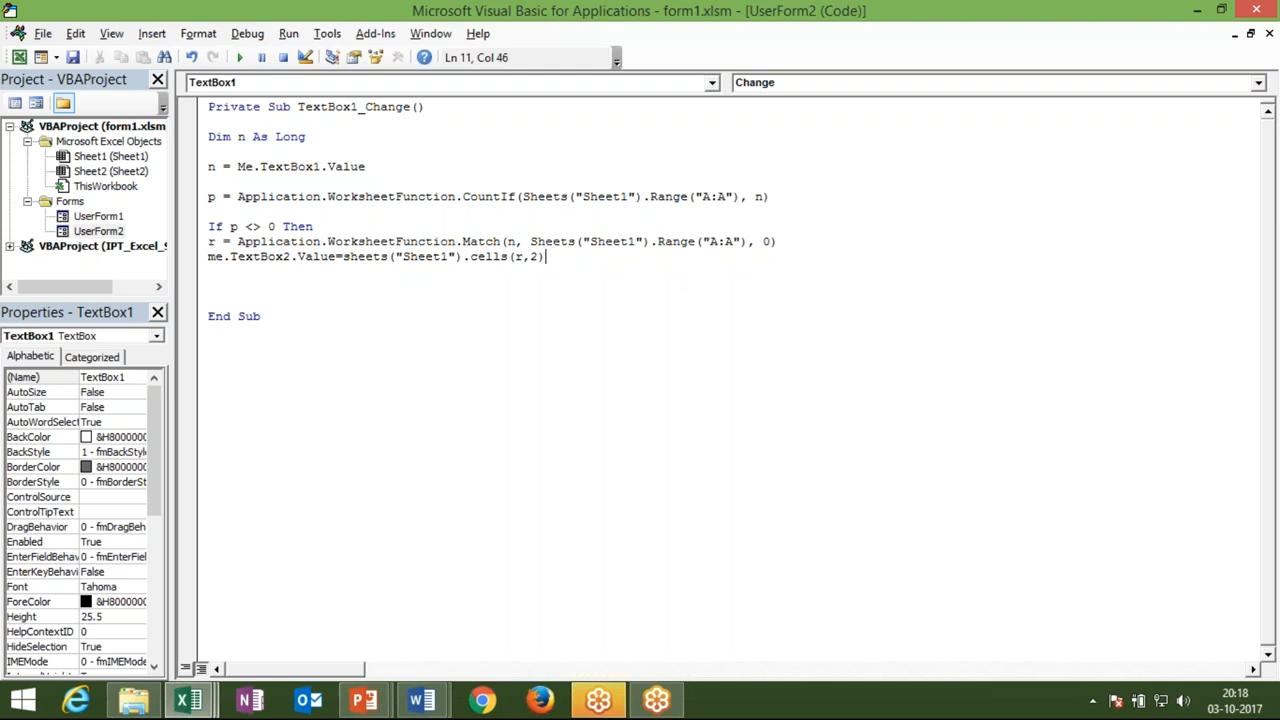 Microsoft Visual Basic for Applications - form1.xlsm - [UserForm2 (Code)]
File Edit View Insert Format Debug Run Tools Add-Ins Window Help
Ln 11, Col 46
Project - VBAProject
TextBox1
Change
VBAProject (form1.xlsm
Microsoft Excel Objects
Sheet1 (Sheet1)
Sheet2 (Sheet2)
ThisWorkbook
Forms
UserForm1
UserForm2
VBAProject (IPT_Excel_S
Private Sub TextBox1_Change()
Dim n As Long
n = Me.TextBox1.Value
p = Application.WorksheetFunction.CountIf(Sheets("Sheet1").Range("A:A"), n)
If p <> 0 Then
r = Application.WorksheetFunction.Match(n, Sheets("Sheet1").Range("A:A"), 0)
me.TextBox2.Value=sheets("Sheet1").cells(r,2)
End Sub
Properties - TextBox1
TextBox1 TextBox
Alphabetic Categorized
(Name) TextBox1
AutoSize False
AutoTab False
AutoWordSelect True
BackColor &H8000000
BackStyle 1 - fmBackStyl
BorderColor &H8000000
BorderStyle 0 - fmBorderSt
ControlSource
ControlTipText
DragBehavior 0 - fmDragBeh
Enabled True
EnterFieldBehav 0 - fmEnterFiel
EnterKeyBehavi False
Font Tahoma
ForeColor &H8000000
Height 25.5
HelpContextID 0
HideSelection True
IMEMode 0 - fmIMEMode
20:18
03-10-2017